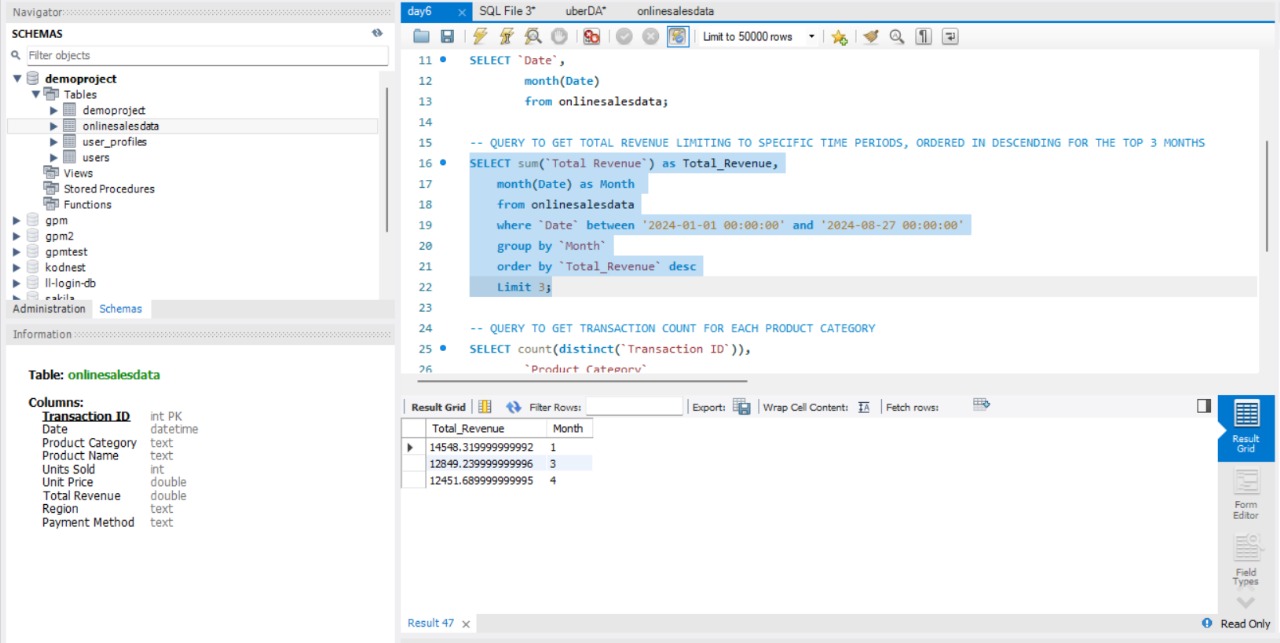 Navigator
SCHEMAS
Filter objects
demoproject
Tables
demoproject
onlinesalesdata
user_profiles
users
Views
Stored Procedures
Functions
gpm
gpm2
gpmtest
kodnest
ll-login-db
sakila
Administration Schemas
Information
Table: onlinesalesdata
Columns:
Transaction ID int PK
Date datetime
Product Category text
Product Name text
Units Sold int
Unit Price double
Total Revenue double
Region text
Payment Method text
day6 SQL File 3* uberDA* onlinesalesdata
Limit to 50000 rows
11 SELECT `Date`,
12 month(Date)
13 from onlinesalesdata;
14
15 -- QUERY TO GET TOTAL REVENUE LIMITING TO SPECIFIC TIME PERIODS, ORDERED IN DESCENDING FOR THE TOP 3 MONTHS
16 SELECT sum(`Total Revenue`) as Total_Revenue,
17 month(Date) as Month
18 from onlinesalesdata
19 where `Date` between '2024-01-01 00:00:00' and '2024-08-27 00:00:00'
20 group by `Month`
21 order by `Total_Revenue` desc
22 Limit 3;
23
24 -- QUERY TO GET TRANSACTION COUNT FOR EACH PRODUCT CATEGORY
25 SELECT count(distinct(`Transaction ID`)),
26 `Product Category`
Result Grid Filter Rows: Export: Wrap Cell Content: Fetch rows:
Total_Revenue Month
14548.319999999992 1
12849.239999999996 3
12451.689999999995 4
Result Grid
Form Editor
Field Types
Result 47
Read Only